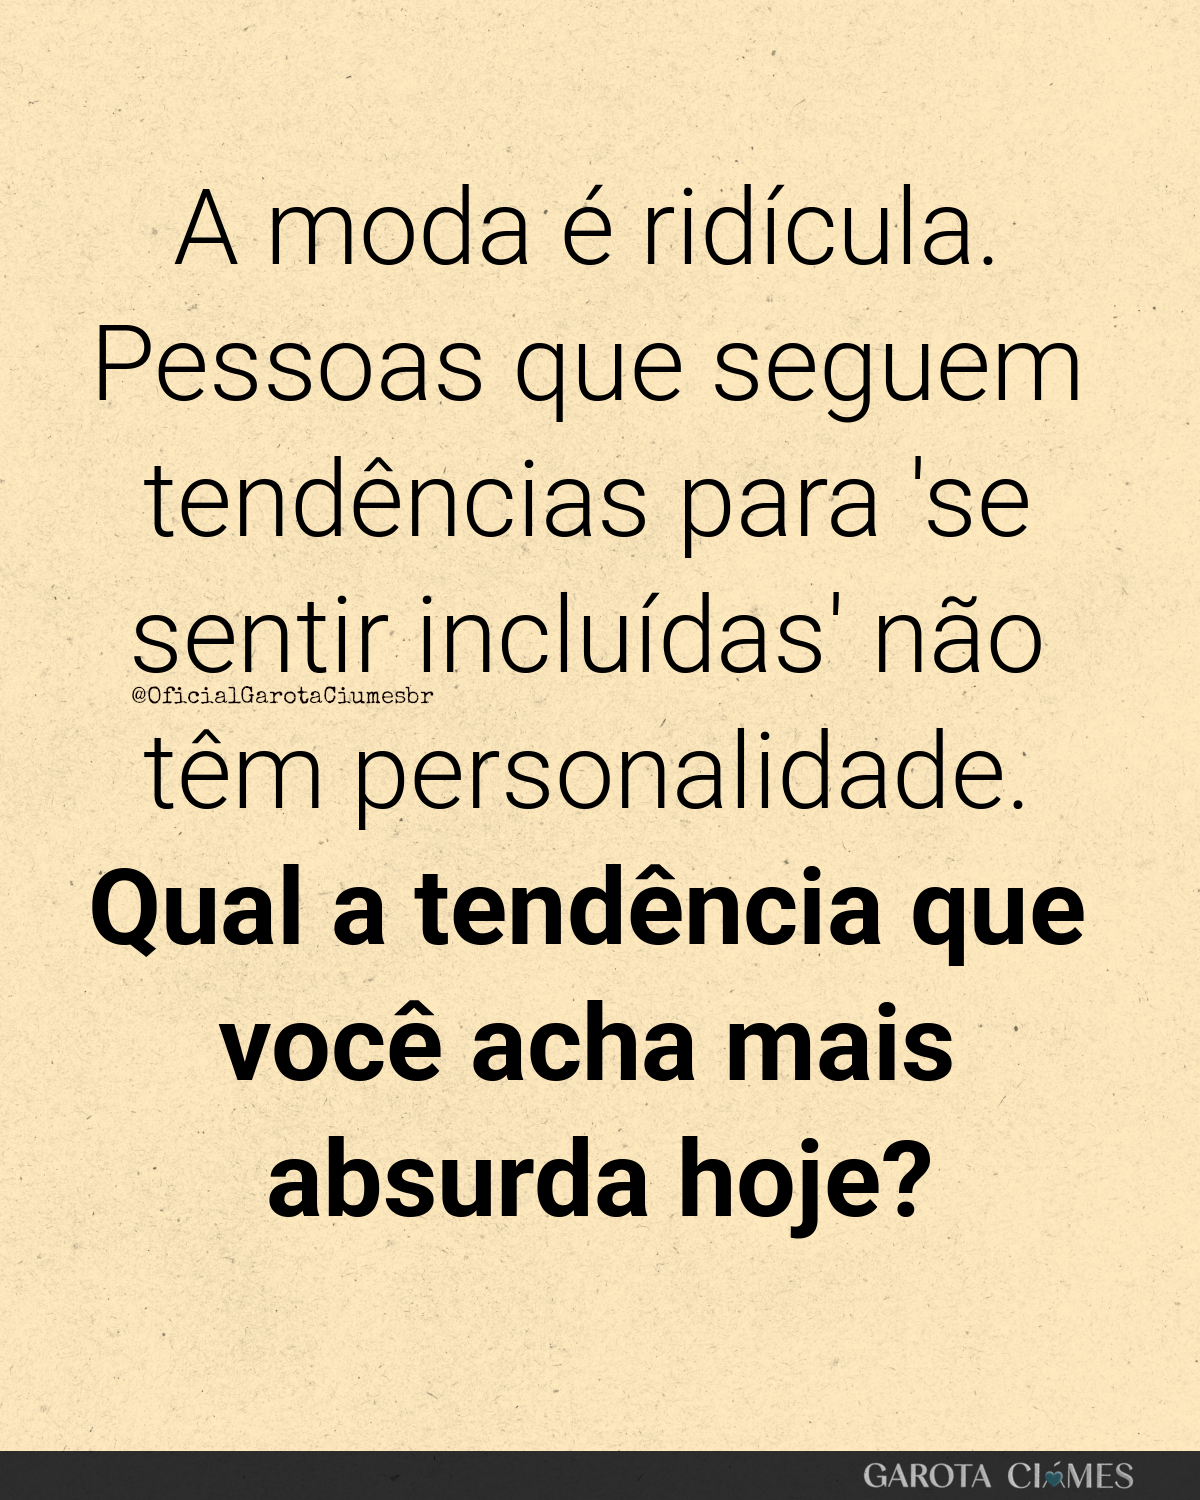 A moda é ridícula.
Pessoas que seguem
tendências para 'se
sentir incluídas' não
@OficialGarotaCiumesbr
têm personalidade.
Qual a tendência que
você acha mais
absurda hoje?
GAROTA CIÚMES